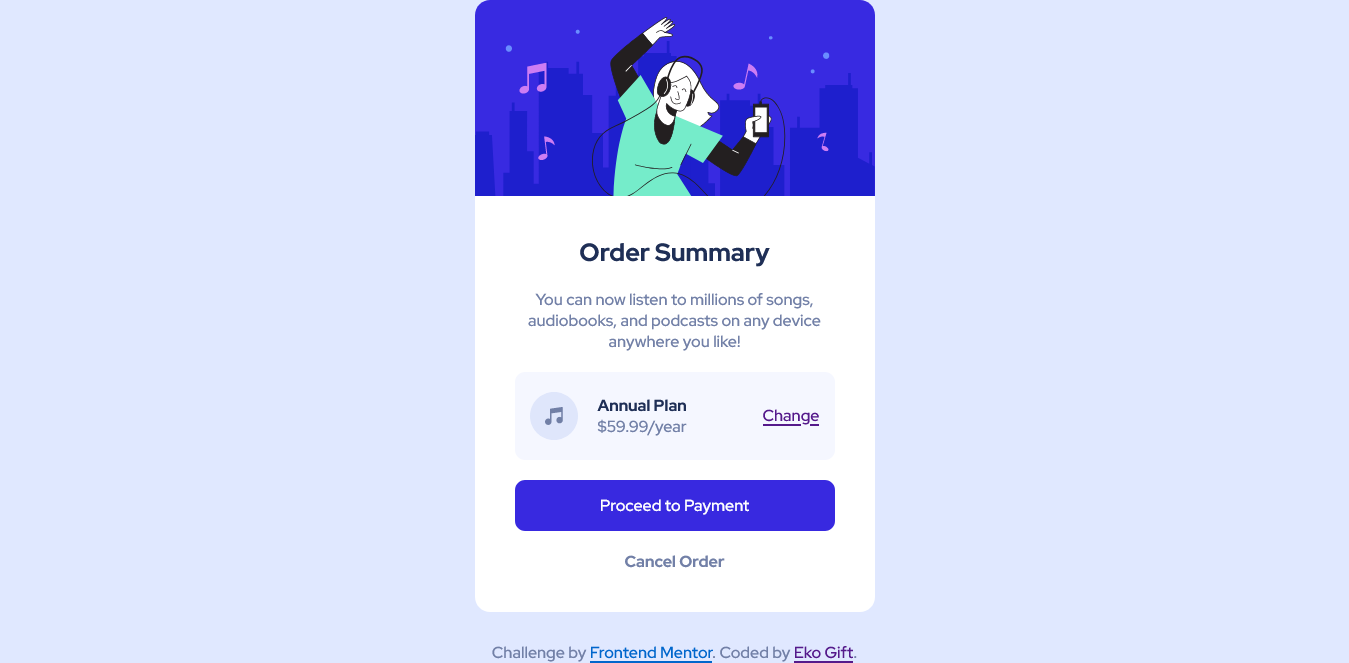 Order Summary
You can now listen to millions of songs,
audiobooks, and podcasts on any device
anywhere you like!
Annual Plan
$59.99/year
Change
Proceed to Payment
Cancel Order
Challenge by Frontend Mentor. Coded by Eko Gift.